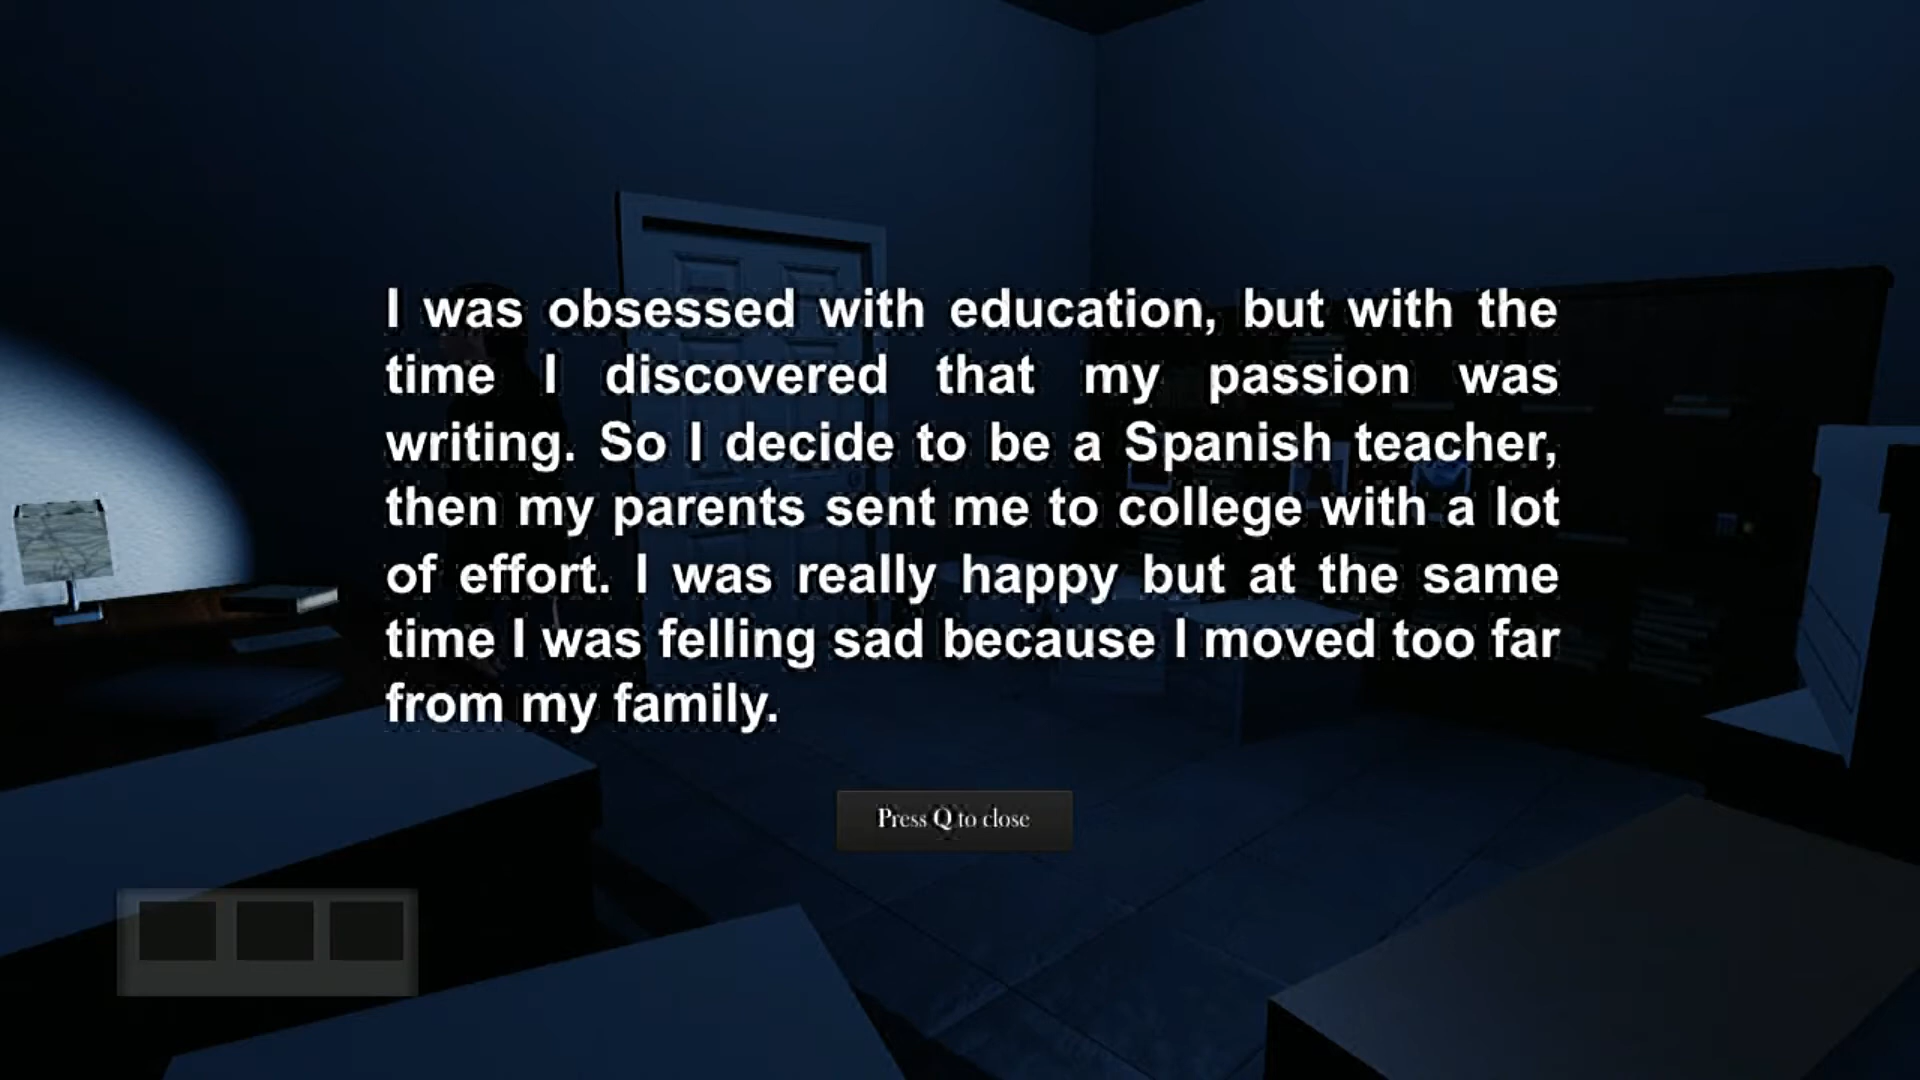 I was obsessed with education, but with the
time I discovered that my passion was
writing. So I decide to be a Spanish teacher,
then my parents sent me to college with a lot
of effort. I was really happy but at the same
time I was felling sad because I moved too far
from my family.
Press Q to close